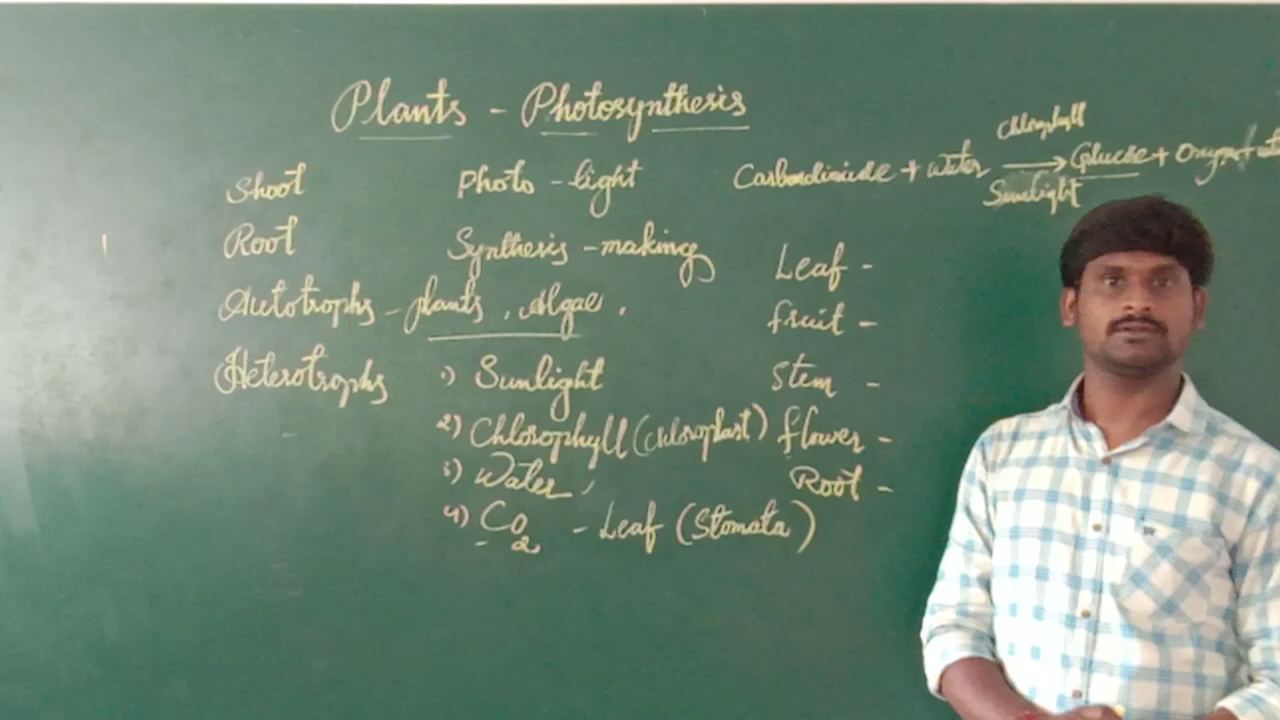 Plants - Photosynthesis
Shoot
Root
Autotrophs - plants, Algae,
Heterotrophs
Photo - light
Synthesis - making
1) Sunlight
2) Chlorophyll (chloroplast)
3) Water,
4) CO2 - Leaf (Stomata)
chlorophyll
Carbondioxide + water → Glucose + Oxygen +
Sunlight
Leaf -
fruit -
Stem -
flower -
Root -